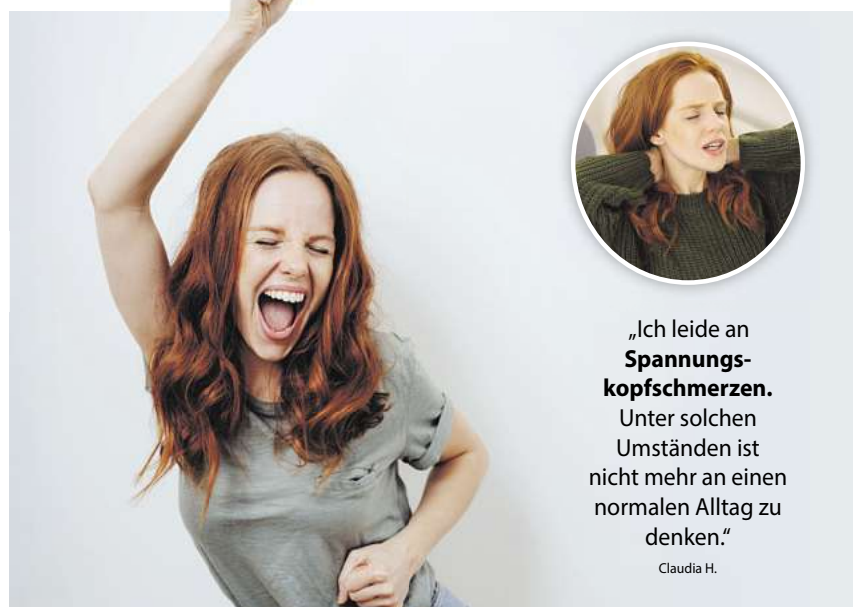 „Ich leide an
Spannungs-
kopfschmerzen.
Unter solchen
Umständen ist
nicht mehr an einen
normalen Alltag zu
denken.“
Claudia H.